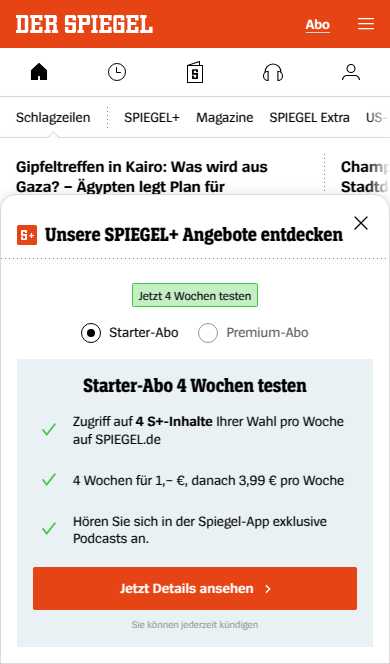 DER SPIEGEL
Abo
Schlagzeilen
SPIEGEL+
Magazine
SPIEGEL Extra
US-
Gipfeltreffen in Kairo: Was wird aus
Gaza? – Ägypten legt Plan für
Champ
Stadtd
S+ Unsere SPIEGEL+ Angebote entdecken
Jetzt 4 Wochen testen
Starter-Abo
Premium-Abo
Starter-Abo 4 Wochen testen
Zugriff auf 4 S+-Inhalte Ihrer Wahl pro Woche
auf SPIEGEL.de
4 Wochen für 1,– €, danach 3,99 € pro Woche
Hören Sie sich in der Spiegel-App exklusive
Podcasts an.
Jetzt Details ansehen
Sie können jederzeit kündigen